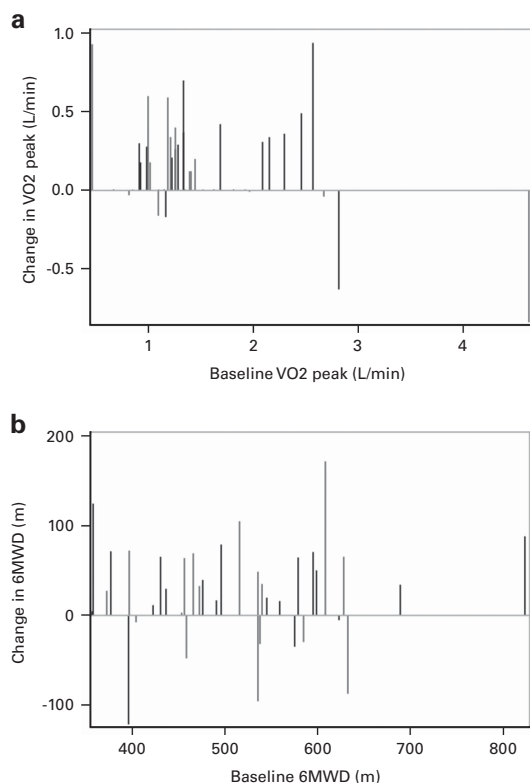 a
1.0
0.5
0.0
-0.5
Change in VO2 peak (L/min)
1 2 3 4
Baseline VO2 peak (L/min)
b
200
100
0
-100
Change in 6MWD (m)
400 500 600 700 800
Baseline 6MWD (m)